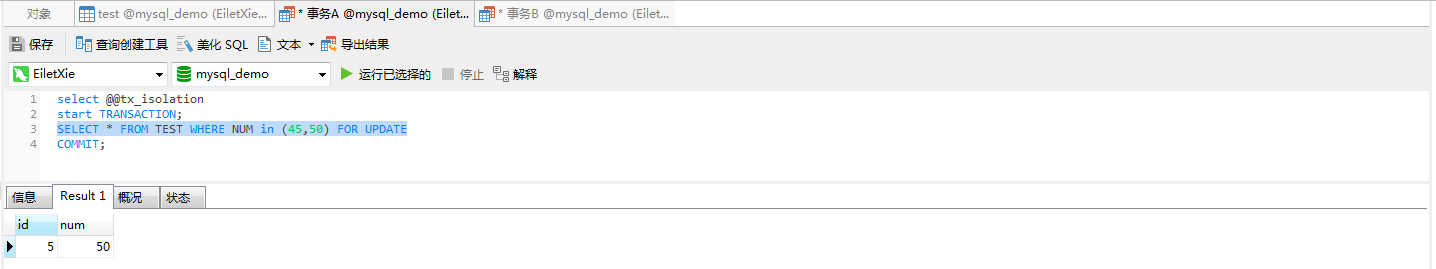 对象 test @mysql_demo (EiletXie... * 事务A @mysql_demo (Eilet... * 事务B @mysql_demo (Eilet...
保存 查询创建工具 美化 SQL 文本 导出结果
EiletXie mysql_demo 运行已选择的 停止 解释
1 select @@tx_isolation
2 start TRANSACTION;
3 SELECT * FROM TEST WHERE NUM in (45,50) FOR UPDATE
4 COMMIT;
信息 Result 1 概况 状态
id num
5 50